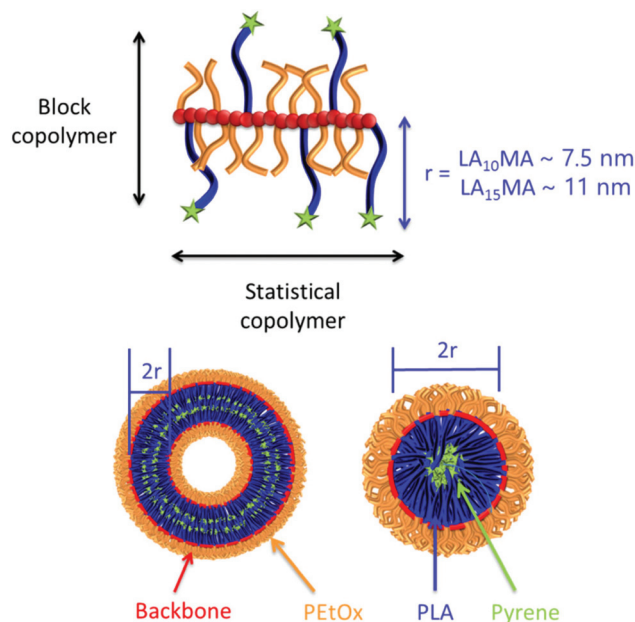 Block
copolymer
r = LA₁₀MA ~ 7.5 nm
LA₁₅MA ~ 11 nm
Statistical
copolymer
2r
2r
Backbone
PEtOx
PLA
Pyrene